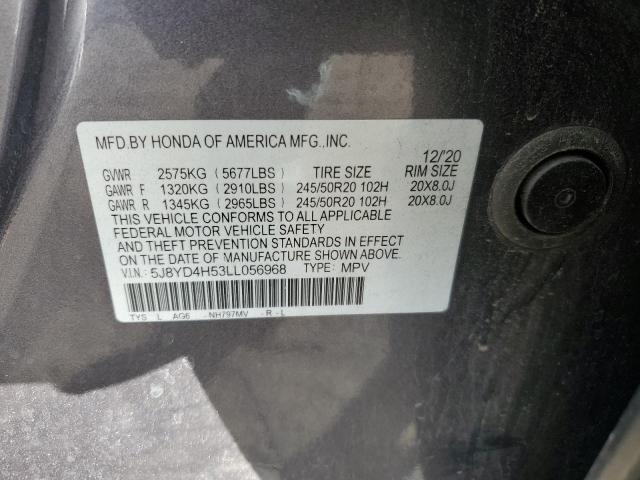 MFD.BY HONDA OF AMERICA MFG.,INC.
12/'20
GVWR 2575KG (5677LBS) TIRE SIZE RIM SIZE
GAWR F 1320KG (2910LBS) 245/50R20 102H 20X8.0J
GAWR R 1345KG (2965LBS) 245/50R20 102H 20X8.0J
THIS VEHICLE CONFORMS TO ALL APPLICABLE
FEDERAL MOTOR VEHICLE SAFETY
AND THEFT PREVENTION STANDARDS IN EFFECT
ON THE DATE OF MANUFACTURE SHOWN ABOVE.
V.I.N.: 5J8YD4H53LL056968 TYPE: MPV
TYS L AG6 -NH797MV -R -L